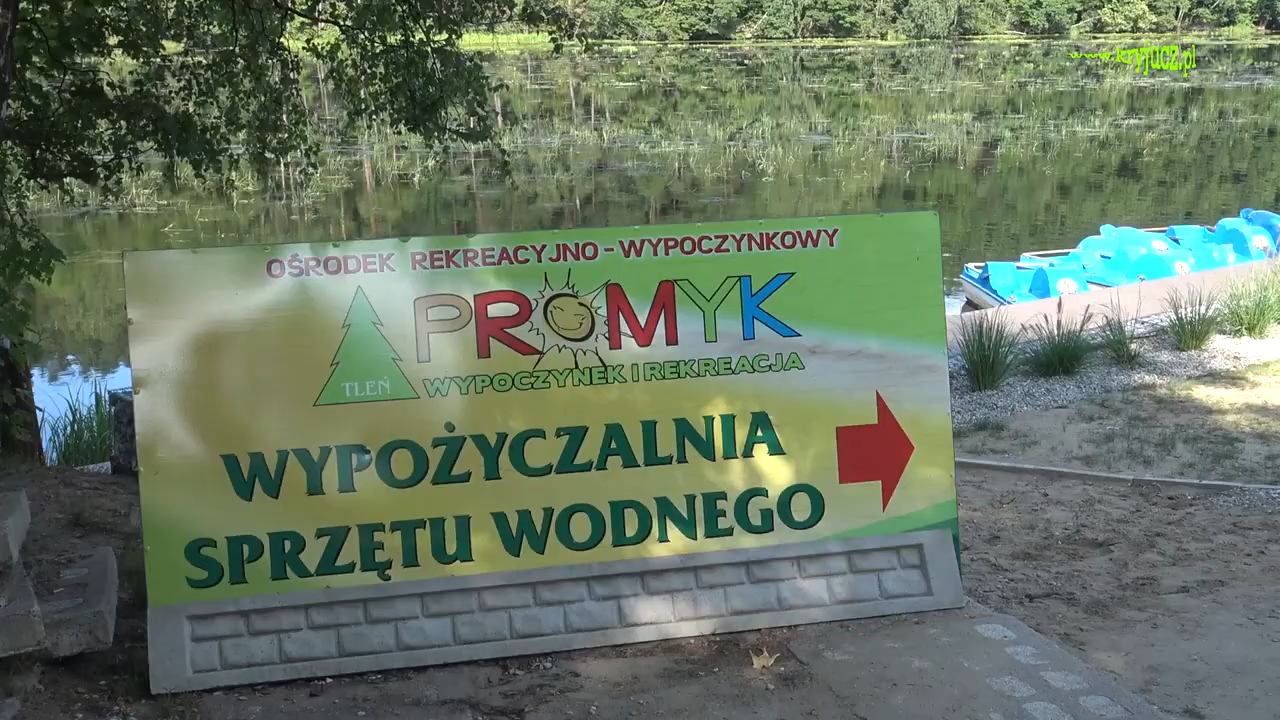 www.kryjucz.pl
OŚRODEK REKREACYJNO-WYPOCZYNKOWY
PROMYK
TLEŃ
WYPOCZYNEK I REKREACJA
WYPOŻYCZALNIA
SPRZĘTU WODNEGO